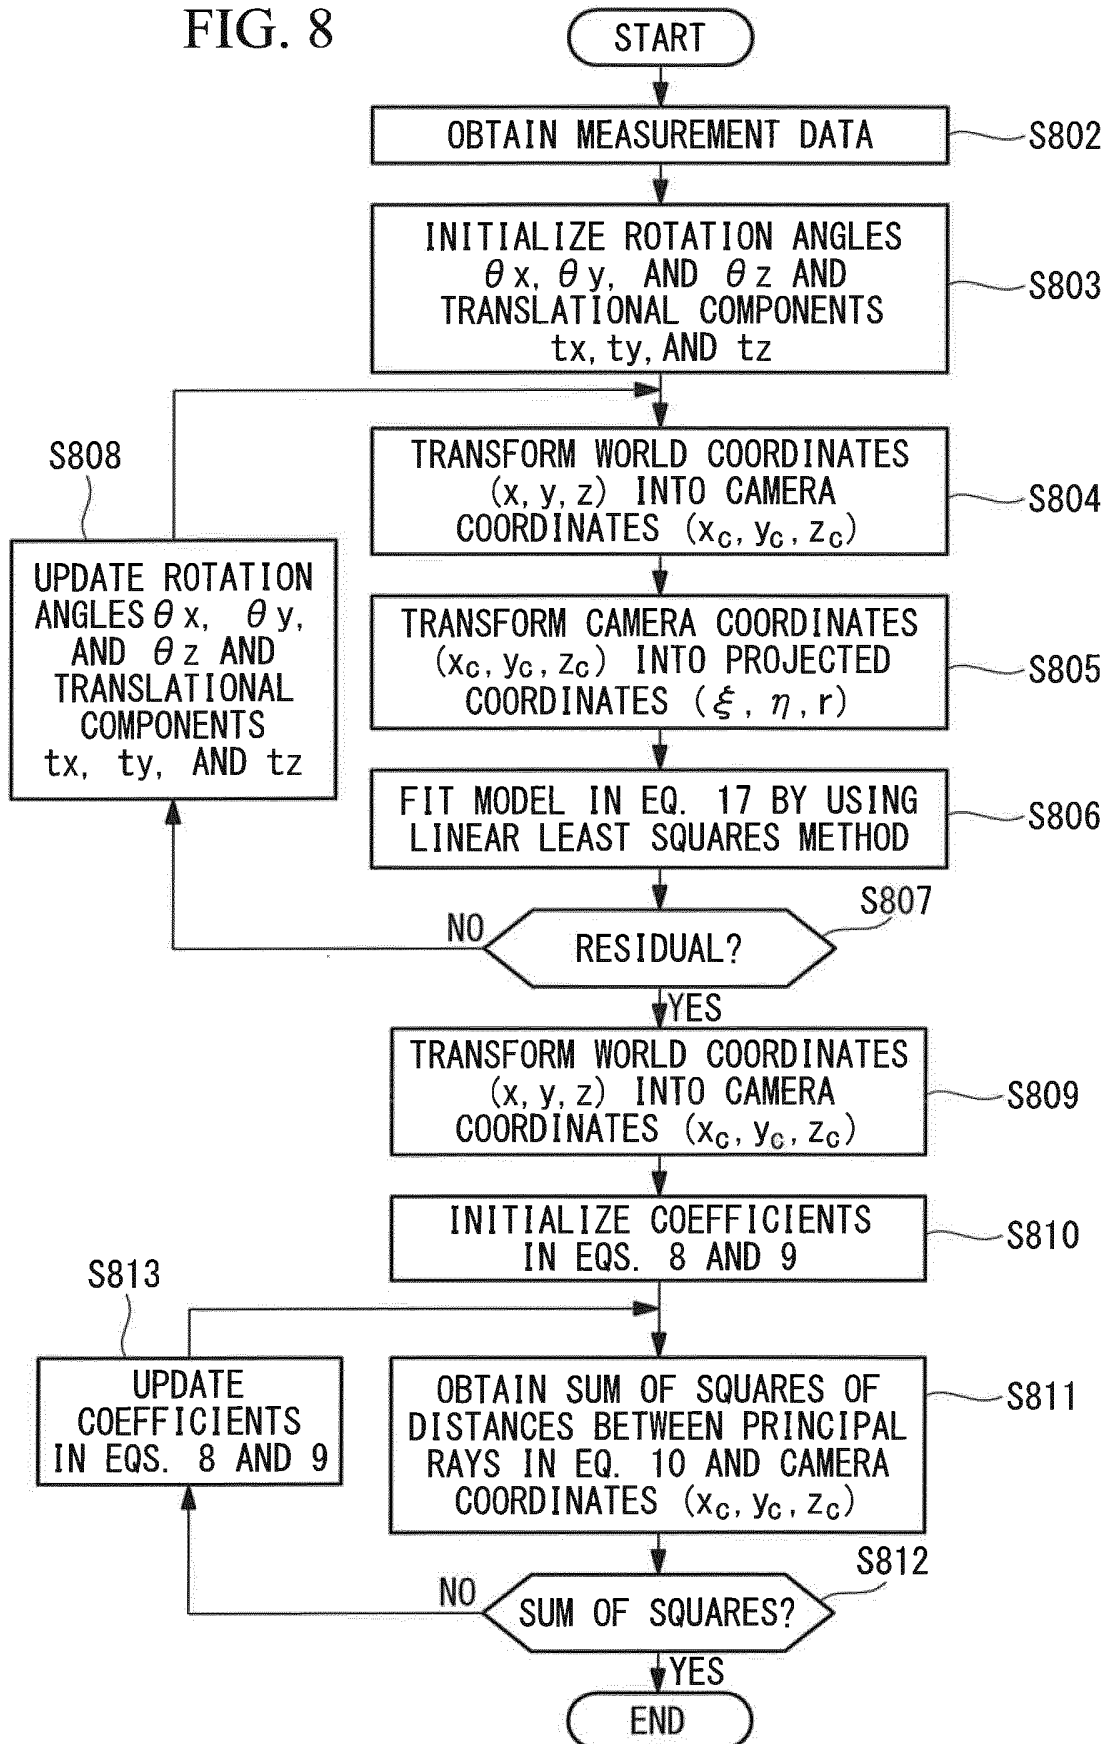 FIG. 8
START
OBTAIN MEASUREMENT DATA
S802
INITIALIZE ROTATION ANGLES
θx, θy, AND θz AND
TRANSLATIONAL COMPONENTS
tx, ty, AND tz
S803
TRANSFORM WORLD COORDINATES
(x, y, z) INTO CAMERA
COORDINATES (xC, yC, zC)
S804
S808
UPDATE ROTATION
ANGLES θx, θy,
AND θz AND
TRANSLATIONAL
COMPONENTS
tx, ty, AND tz
TRANSFORM CAMERA COORDINATES
(xC, yC, zC) INTO PROJECTED
COORDINATES (ξ, η, r)
S805
FIT MODEL IN EQ. 17 BY USING
LINEAR LEAST SQUARES METHOD
S806
S807
NO
RESIDUAL?
YES
TRANSFORM WORLD COORDINATES
(x, y, z) INTO CAMERA
COORDINATES (xC, yC, zC)
S809
INITIALIZE COEFFICIENTS
IN EQS. 8 AND 9
S810
S813
UPDATE
COEFFICIENTS
IN EQS. 8 AND 9
OBTAIN SUM OF SQUARES OF
DISTANCES BETWEEN PRINCIPAL
RAYS IN EQ. 10 AND CAMERA
COORDINATES (xC, yC, zC)
S811
S812
NO
SUM OF SQUARES?
YES
END